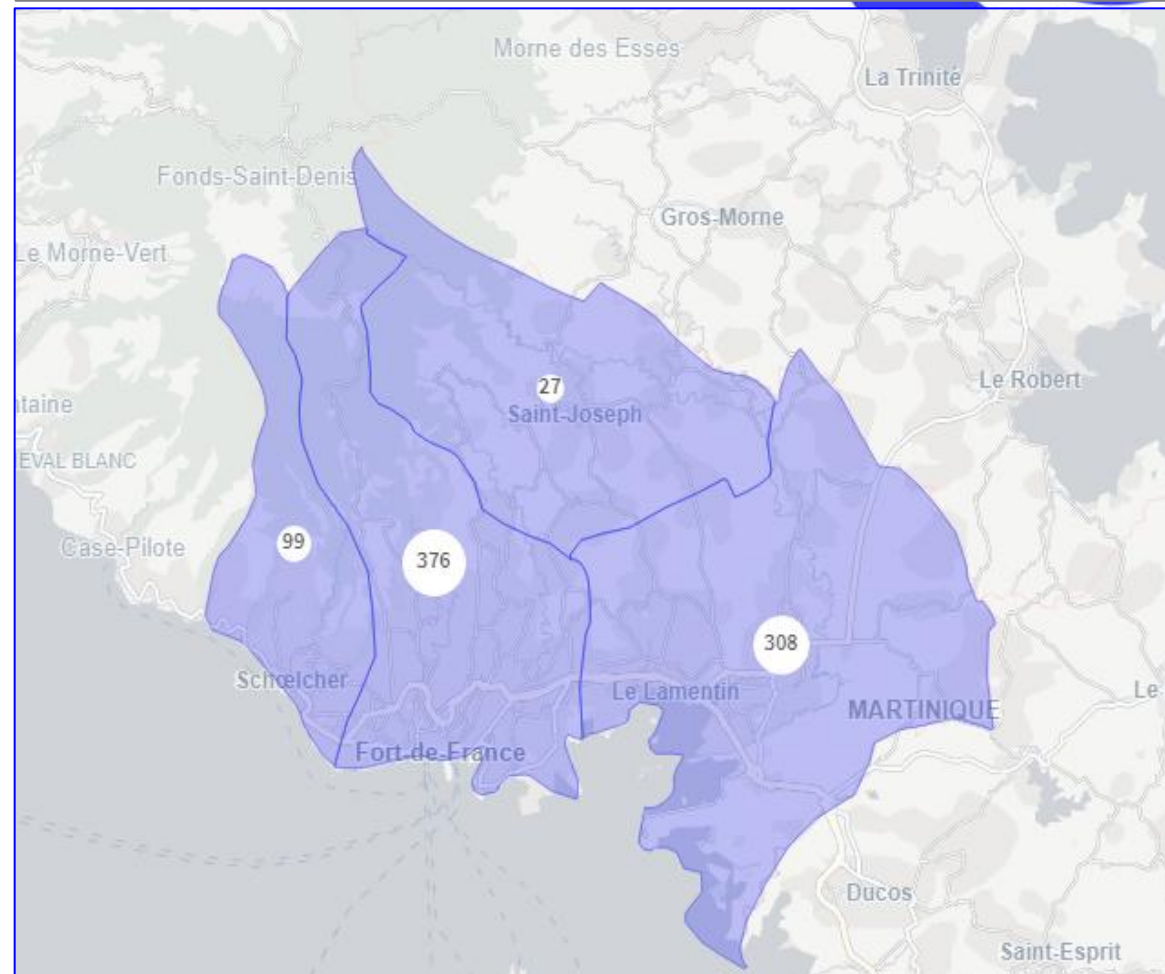 Morne des Esses
La Trinité
Fonds-Saint-Denis
Gros-Morne
Le Morne-Vert
Le Robert
27
Saint-Joseph
ntaine
EVAL BLANC
99
Case-Pilote
376
308
Schœlcher
Le Lamentin
Le
MARTINIQUE
Fort-de-France
Ducos
Saint-Esprit